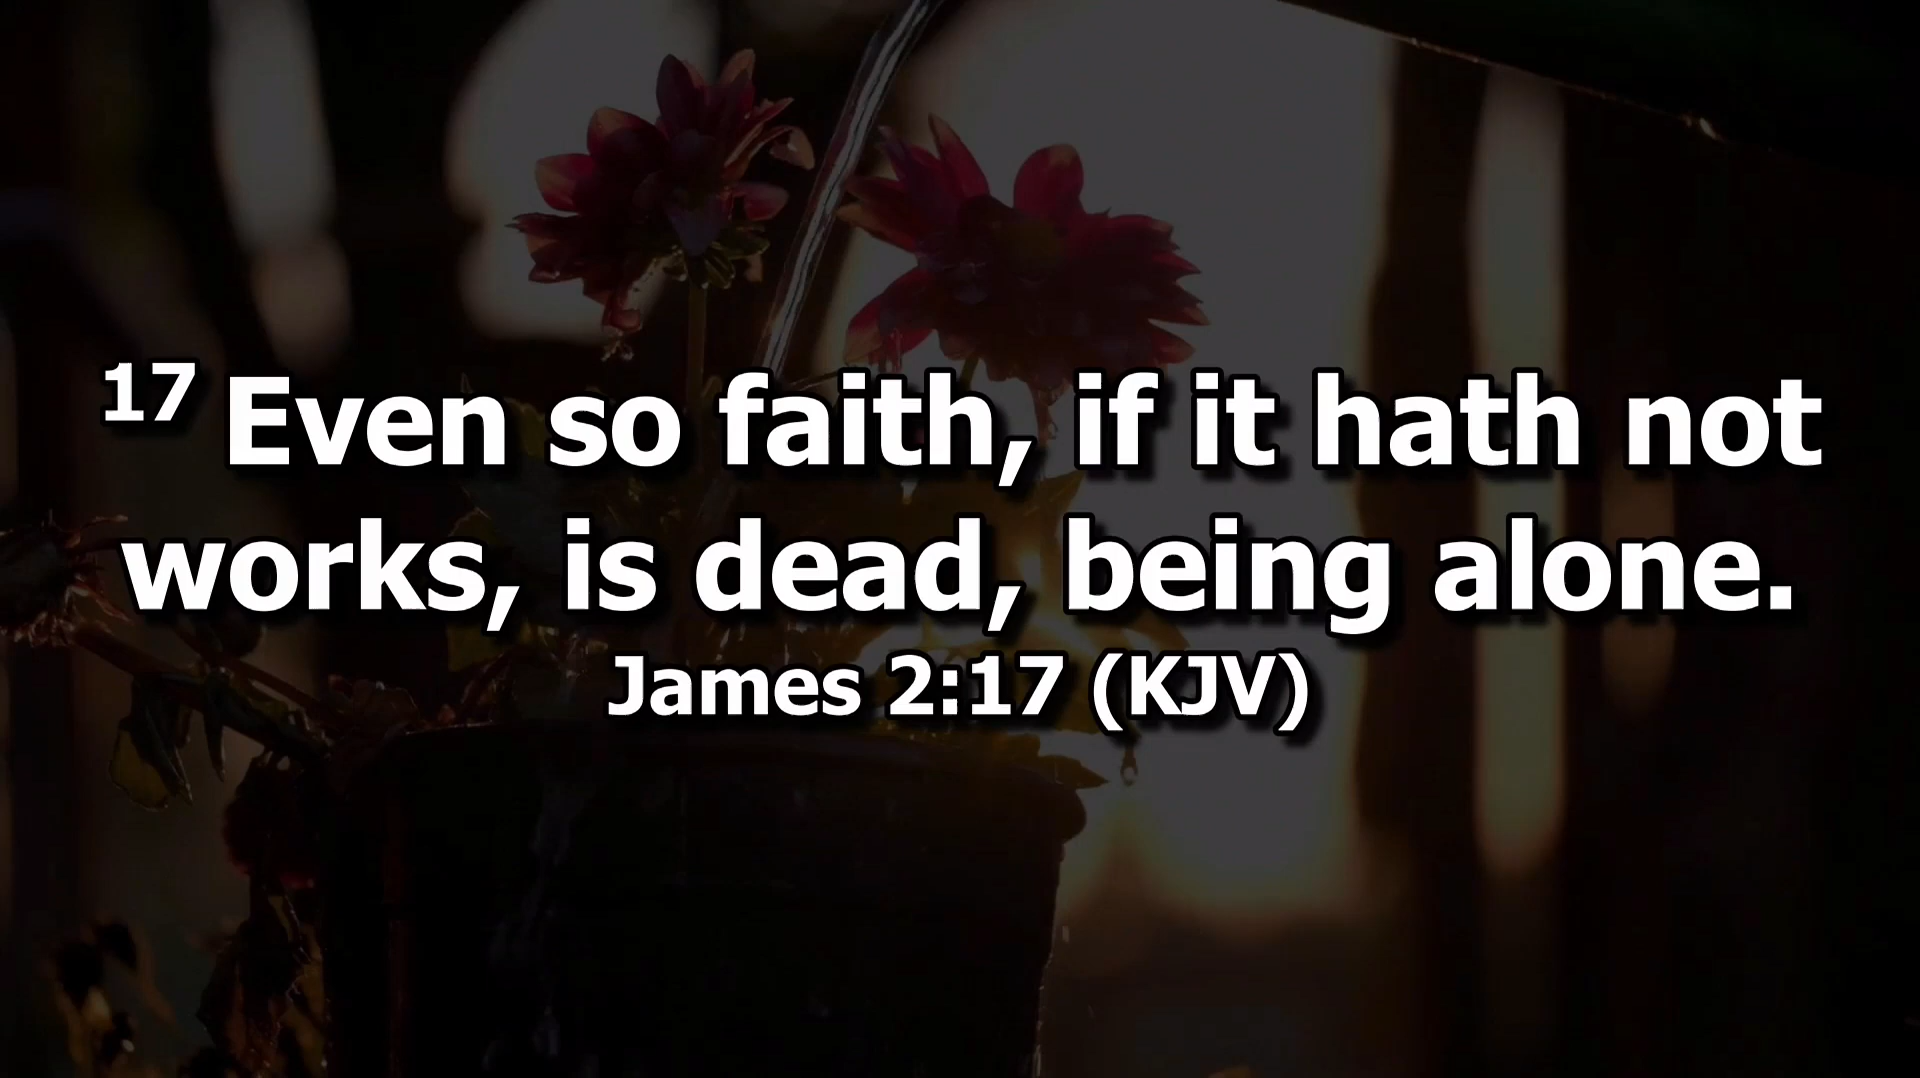 17 Even so faith, if it hath not
works, is dead, being alone.
James 2:17 (KJV)